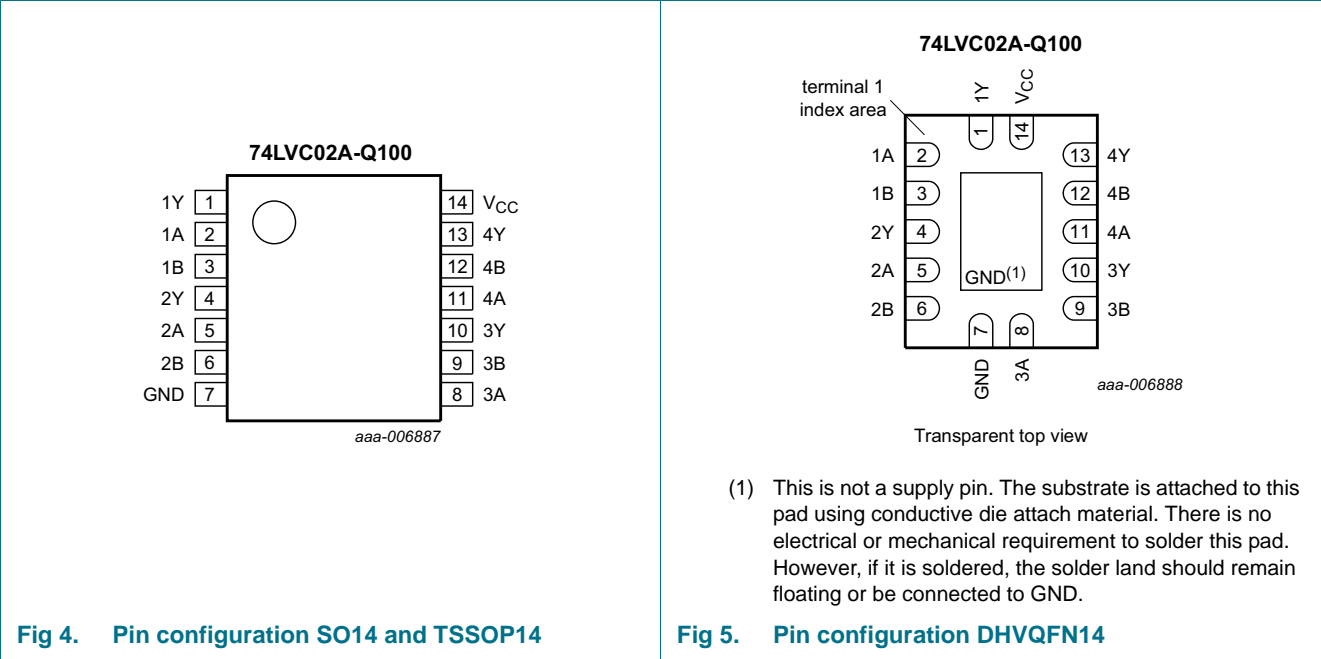 74LVC02A-Q100
1Y 1
1A 2
1B 3
2Y 4
2A 5
2B 6
GND 7
14 VCC
13 4Y
12 4B
11 4A
10 3Y
9 3B
8 3A
aaa-006887
Fig 4. Pin configuration SO14 and TSSOP14
74LVC02A-Q100
terminal 1
index area
1Y VCC
1 14
1A 2
1B 3
2Y 4
2A 5
2B 6
13 4Y
12 4B
11 4A
10 3Y
9 3B
GND(1)
7 8
GND 3A
aaa-006888
Transparent top view
(1) This is not a supply pin. The substrate is attached to this
pad using conductive die attach material. There is no
electrical or mechanical requirement to solder this pad.
However, if it is soldered, the solder land should remain
floating or be connected to GND.
Fig 5. Pin configuration DHVQFN14